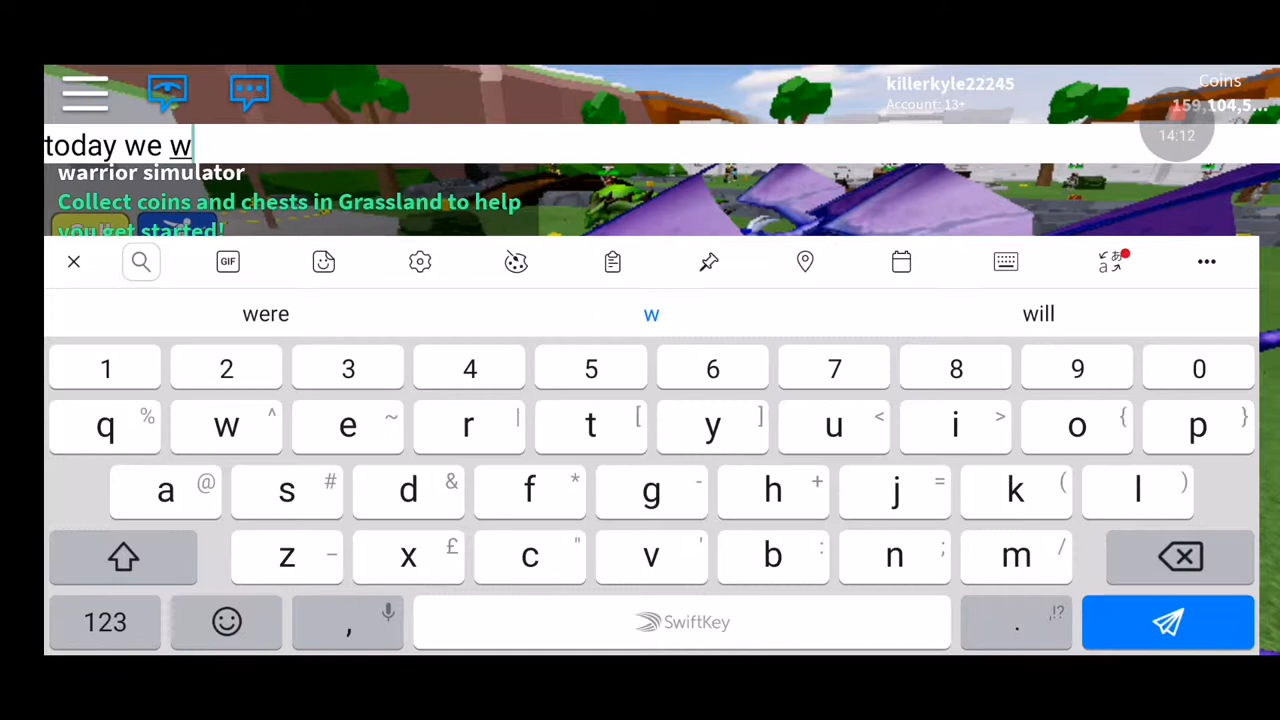 killerkyle22245
Account: 13+
Coins
159,104,5...
14:12
today we w
warrior simulator
Collect coins and chests in Grassland to help
you get started!
GIF
were w will
1 2 3 4 5 6 7 8 9 0
q % w ^ e ~ r | t [ y ] u < i > o { p }
a @ s # d & f * g - h + j = k ( l )
z _ x £ c " v ' b : n ; m /
123 , SwiftKey . ,!?